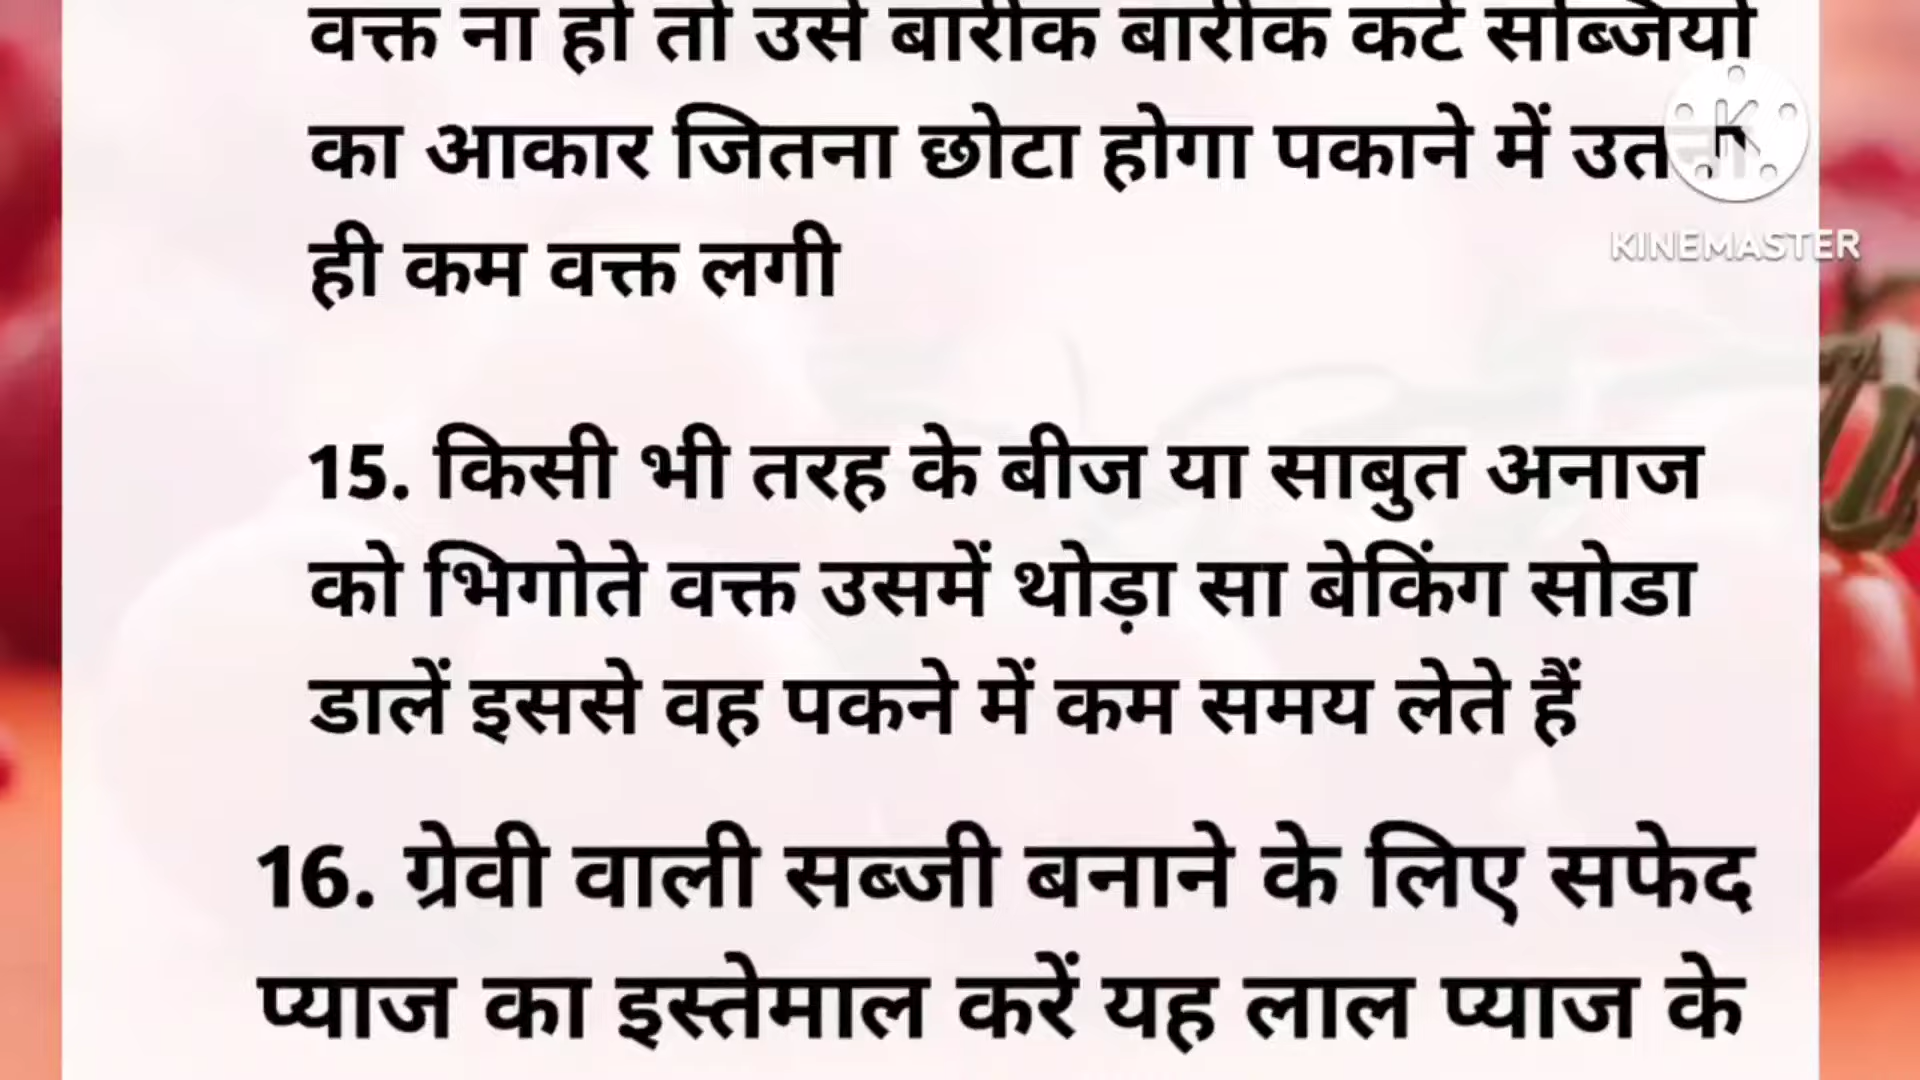 वक्त ना हो तो उसे बारीक बारीक कटे सब्जियों
का आकार जितना छोटा होगा पकाने में
ही कम वक्त लगी
KINEMASTER
15. किसी भी तरह के बीज या साबुत अनाज
को भिगोते वक्त उसमें थोड़ा सा बेकिंग सोडा
डालें इससे वह पकने में कम समय लेते हैं
16. ग्रेवी वाली सब्जी बनाने के लिए सफेद
प्याज का इस्तेमाल करें यह लाल प्याज के